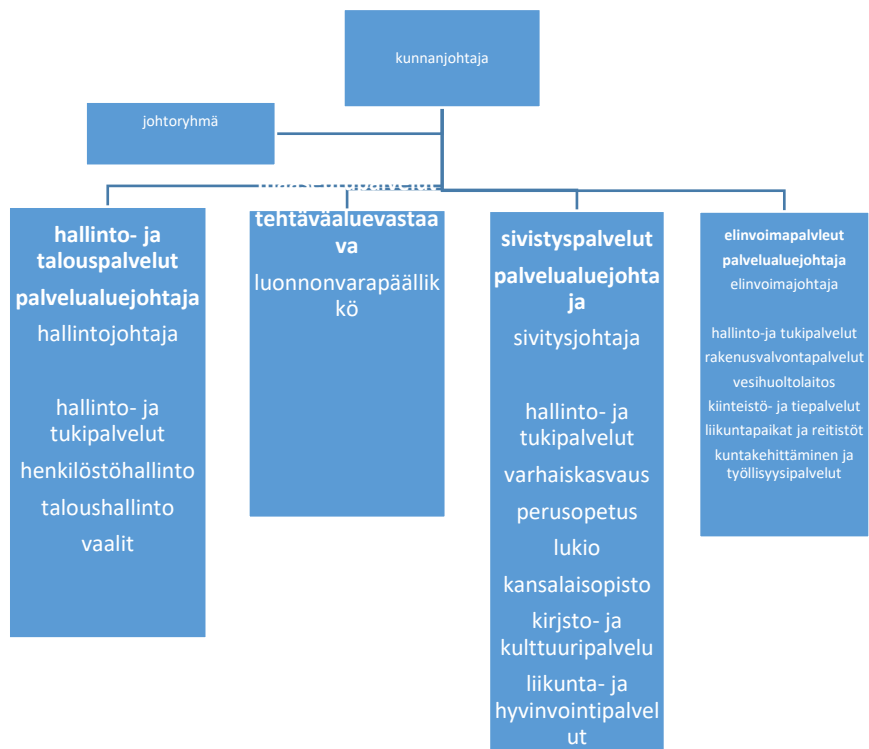 kunnanjohtaja
johtoryhmä
hallinto- ja
talouspalvelut
palvelualuejohtaja
hallintojohtaja
hallinto- ja
tukipalvelut
henkilöstöhallinto
taloushallinto
vaalit
maaseutupalvelut
tehtäväaluevastaa
va
luonnonvarapäällik
kö
sivistyspalvelut
palvelualuejohta
ja
sivitysjohtaja
hallinto- ja
tukipalvelut
varhaiskasvaus
perusopetus
lukio
kansalaisopisto
kirjsto- ja
kulttuuripalvelu
liikunta- ja
hyvinvointipalvel
ut
elinvoimapalvleut
palvelualuejohtaja
elinvoimajohtaja
hallinto-ja tukipalvelut
rakenusvalvontapalvelut
vesihuoltolaitos
kiinteistö- ja tiepalvelut
liikuntapaikat ja reitistöt
kuntakehittäminen ja
työllisyysipalvelut